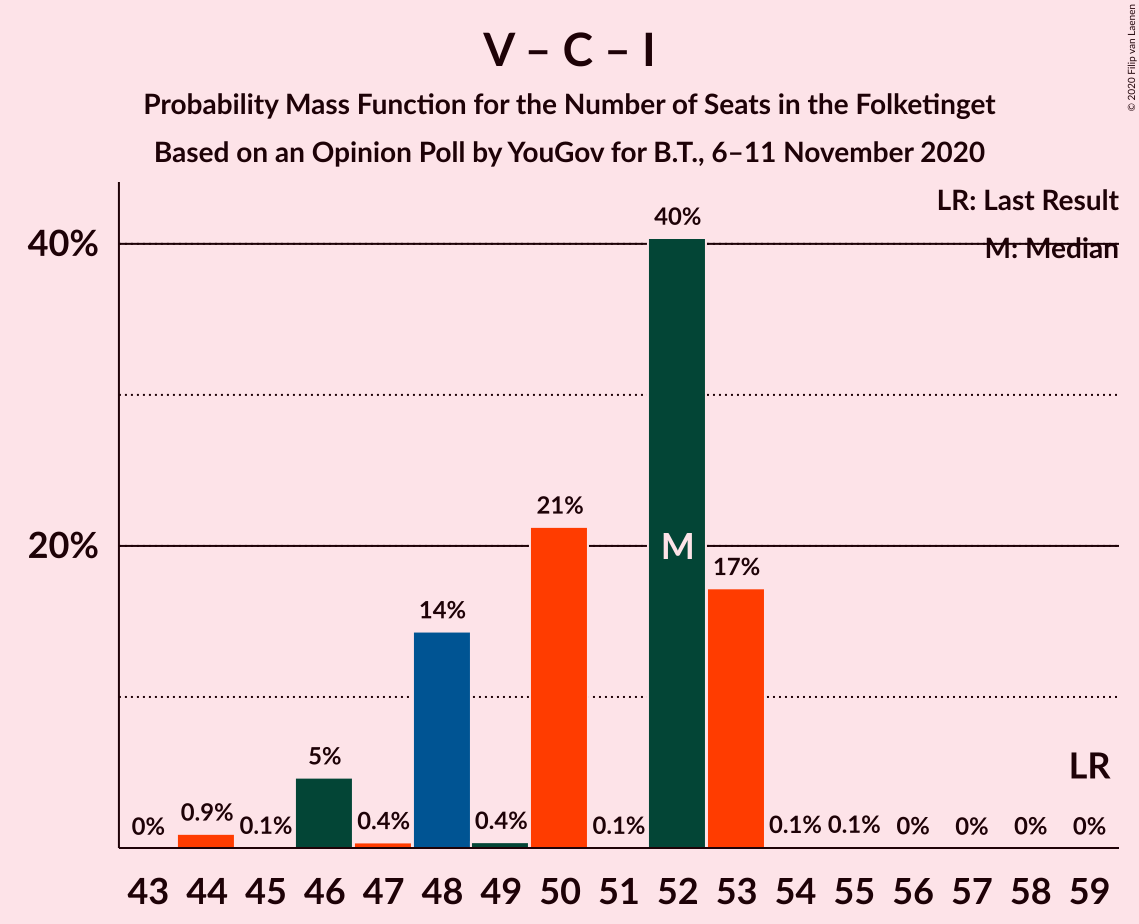 V – C – I
Probability Mass Function for the Number of Seats in the Folketinget
Based on an Opinion Poll by YouGov for B.T., 6–11 November 2020
© 2020 Filip van Laenen
LR: Last Result
M: Median
40%
20%
0%
0.9%
0.1%
5%
0.4%
14%
0.4%
21%
0.1%
40%
M
17%
0.1%
0.1%
0%
0%
0%
0%
LR
43 44 45 46 47 48 49 50 51 52 53 54 55 56 57 58 59